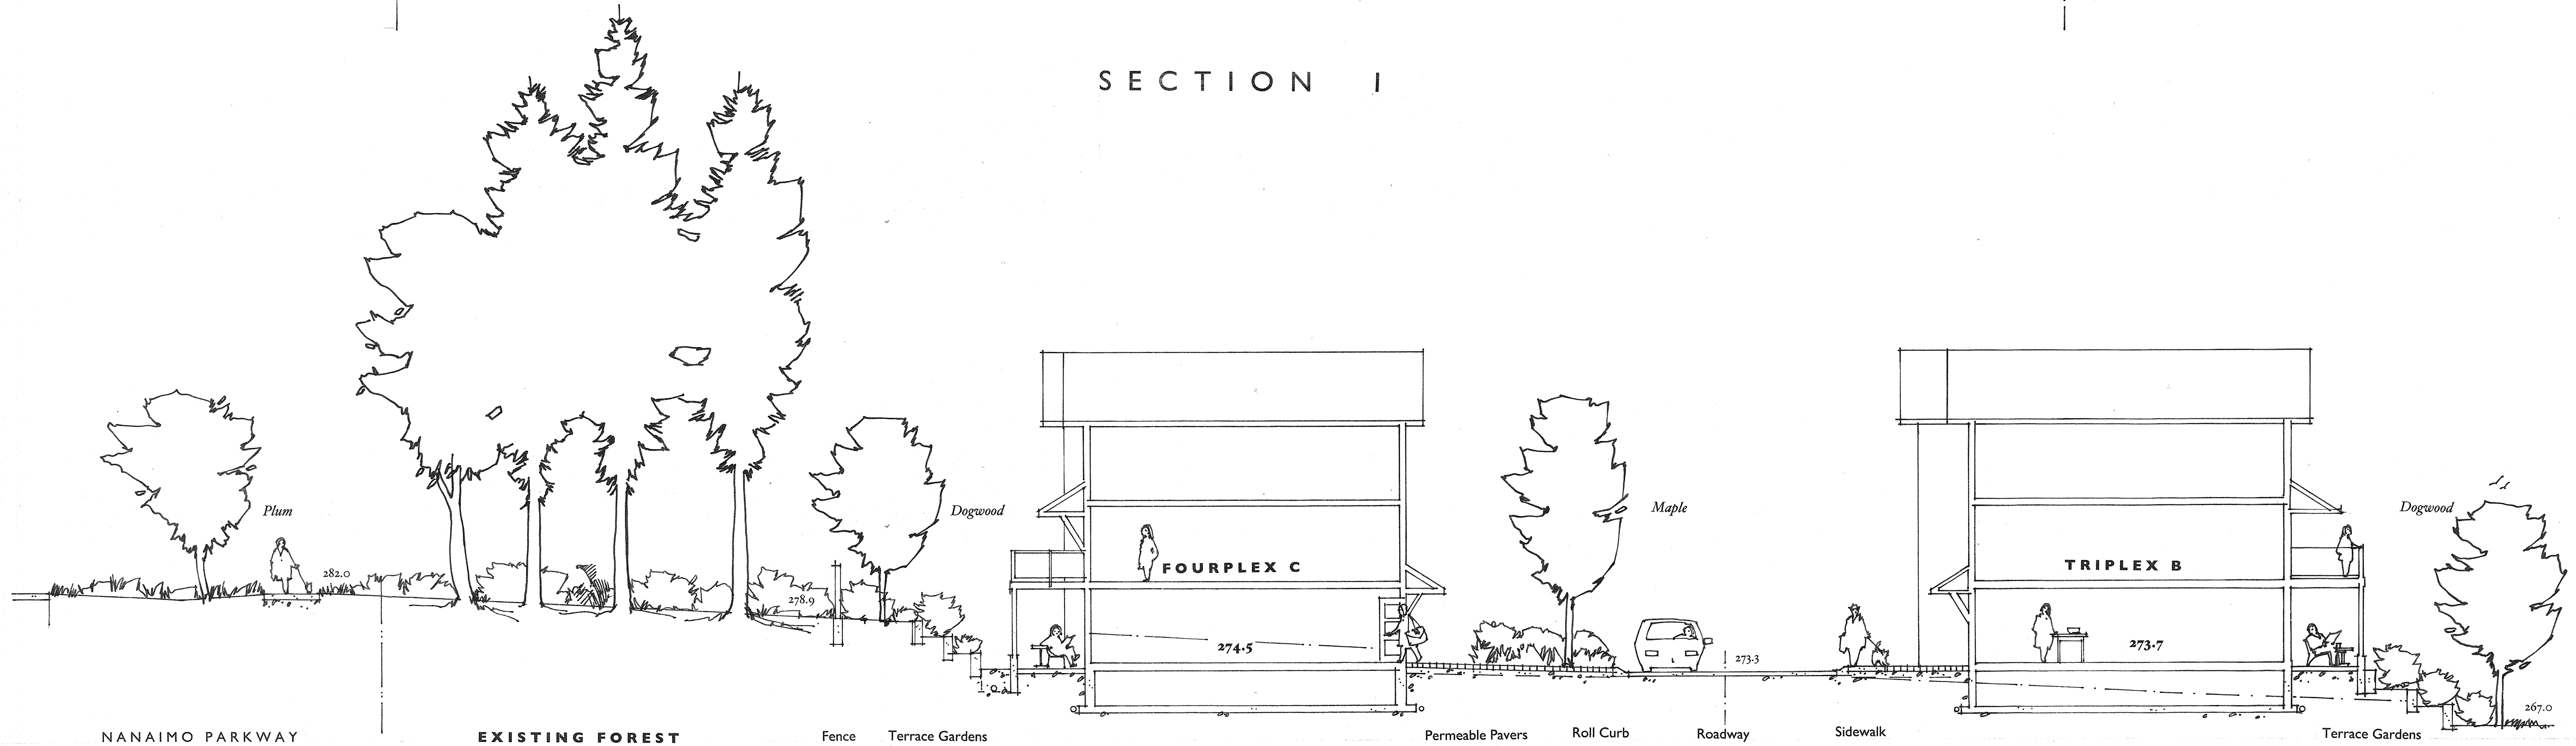 SECTION 1
Plum
Dogwood
Maple
Dogwood
282.0
FOURPLEX C
TRIPLEX B
278.9
274.5
273.3
273.7
267.0
NANAIMO PARKWAY
EXISTING FOREST
Fence
Terrace Gardens
Permeable Pavers
Roll Curb
Roadway
Sidewalk
Terrace Gardens